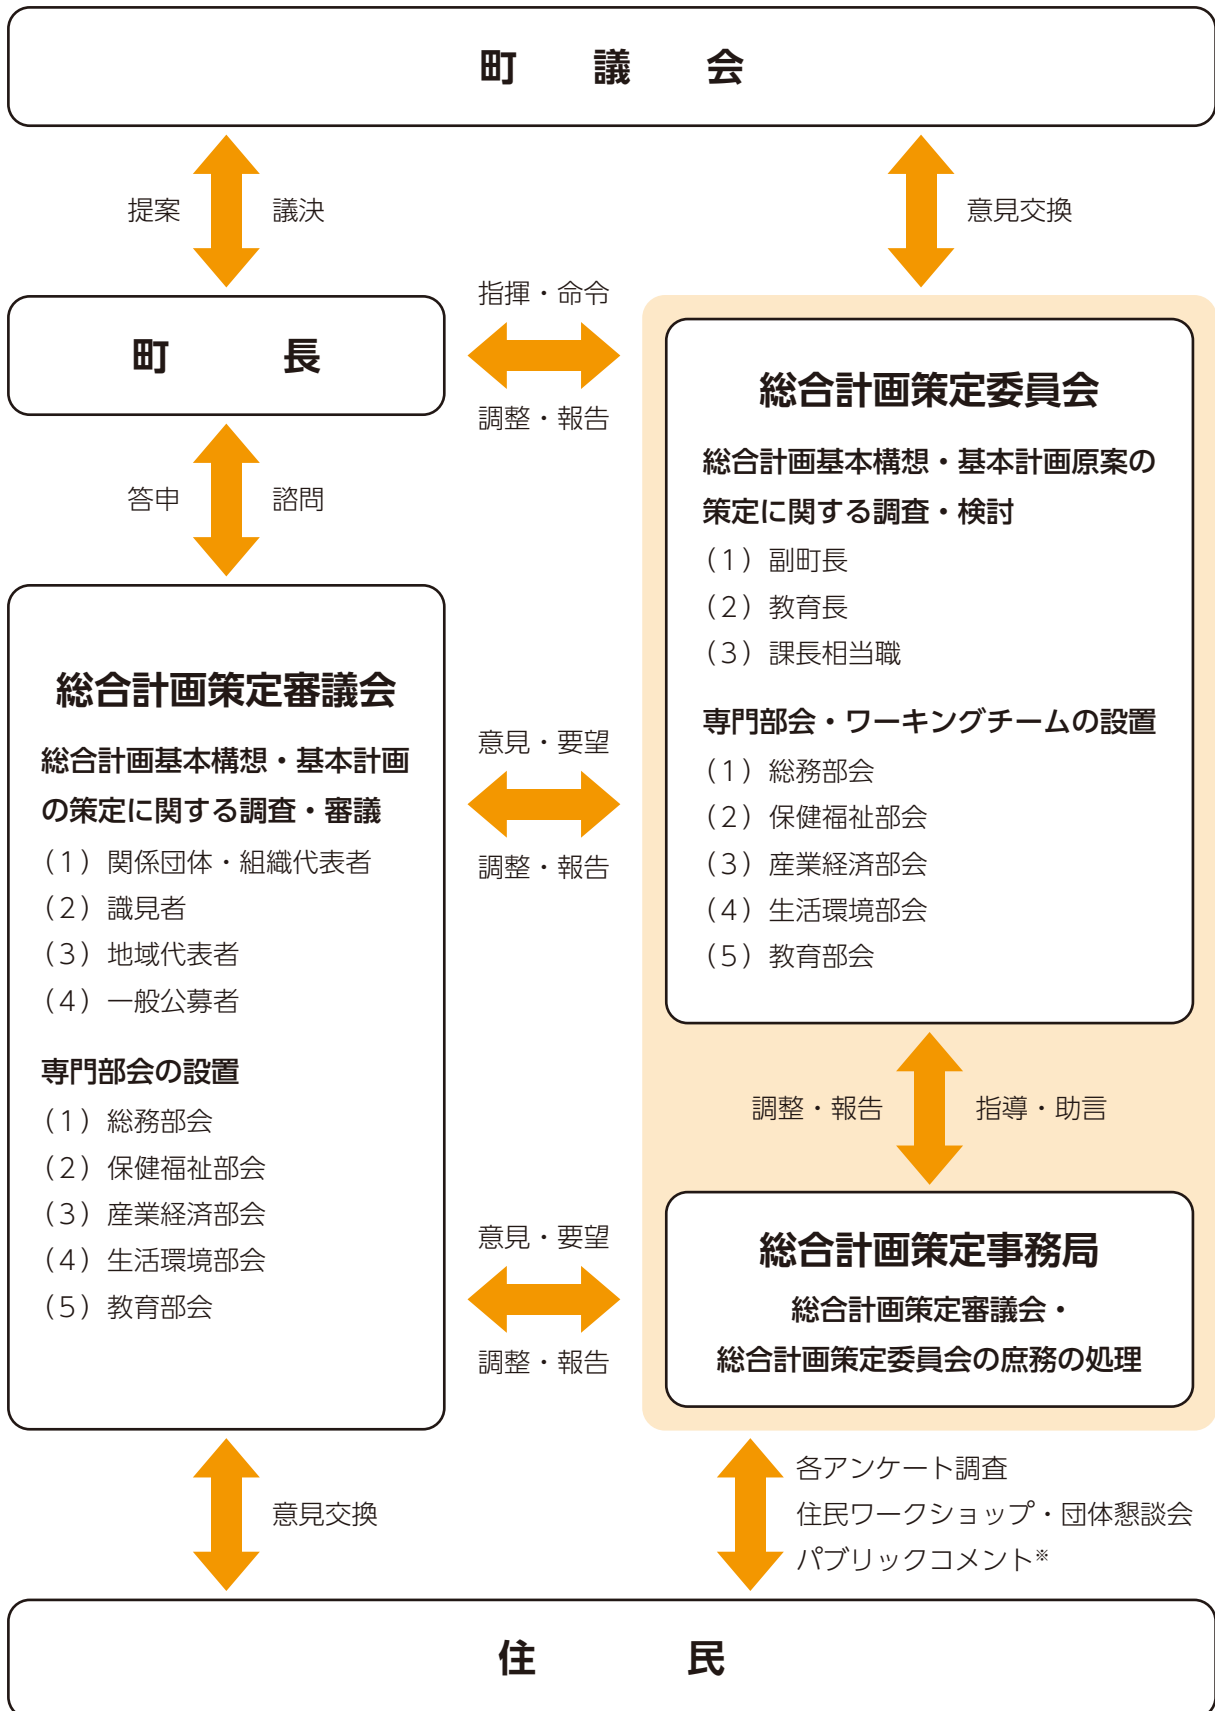 町議会
提案
議決
意見交換
町長
指揮・命令
調整・報告
総合計画策定委員会
総合計画基本構想・基本計画原案の
策定に関する調査・検討
（1）副町長
（2）教育長
（3）課長相当職
専門部会・ワーキングチームの設置
（1）総務部会
（2）保健福祉部会
（3）産業経済部会
（4）生活環境部会
（5）教育部会
答申
諮問
総合計画策定審議会
総合計画基本構想・基本計画
の策定に関する調査・審議
（1）関係団体・組織代表者
（2）識見者
（3）地域代表者
（4）一般公募者
専門部会の設置
（1）総務部会
（2）保健福祉部会
（3）産業経済部会
（4）生活環境部会
（5）教育部会
意見・要望
調整・報告
調整・報告
指導・助言
意見・要望
調整・報告
総合計画策定事務局
総合計画策定審議会・
総合計画策定委員会の庶務の処理
意見交換
各アンケート調査
住民ワークショップ・団体懇談会
パブリックコメント※
住民